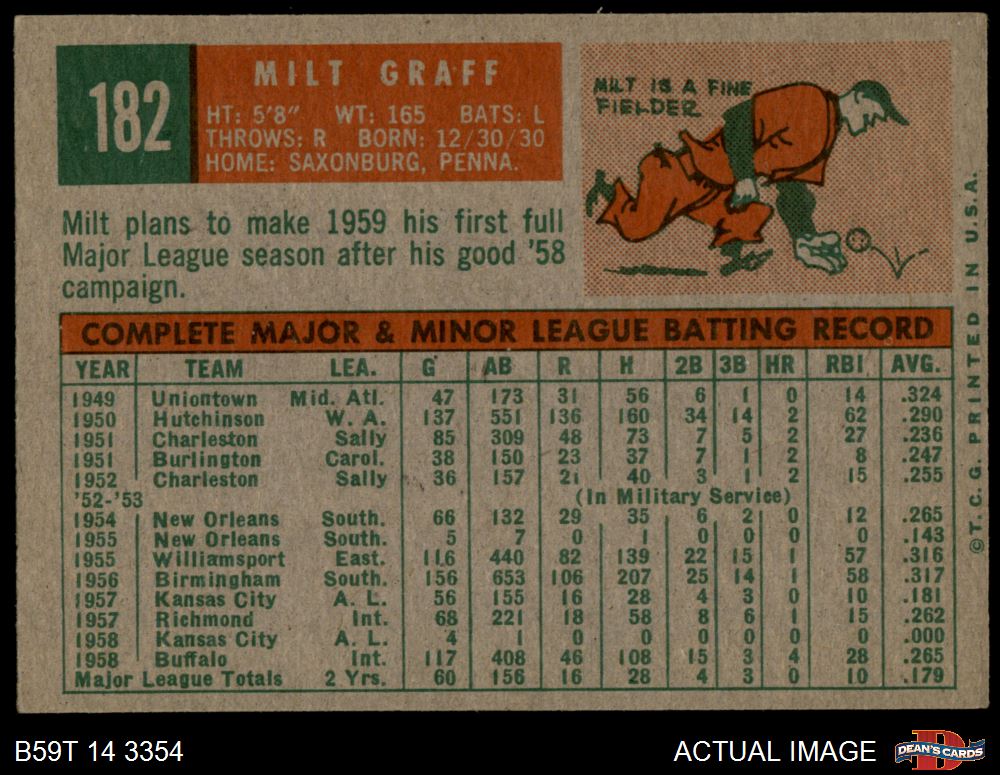 182
MILT GRAFF
HT: 5'8" WT: 165 BATS: L
THROWS: R BORN: 12/30/30
HOME: SAXONBURG, PENNA.
MILT IS A FINE
FIELDER
Milt plans to make 1959 his first full
Major League season after his good '58
campaign.
COMPLETE MAJOR & MINOR LEAGUE BATTING RECORD
YEAR TEAM LEA. G AB R H 2B 3B HR RBI AVG.
1949 Uniontown Mid. Atl. 47 173 31 56 6 1 0 14 .324
1950 Hutchinson W. A. 137 551 136 160 34 14 2 62 .290
1951 Charleston Sally 85 309 48 73 7 5 2 27 .236
1951 Burlington Carol. 38 150 23 37 7 1 2 8 .247
1952 Charleston Sally 36 157 21 40 3 1 2 15 .255
'52-'53 (In Military Service)
1954 New Orleans South. 66 132 29 35 6 2 0 12 .265
1955 New Orleans South. 5 7 0 1 0 0 0 0 .143
1955 Williamsport East. 116 440 82 139 22 15 1 57 .316
1956 Birmingham South. 156 653 106 207 25 14 1 58 .317
1957 Kansas City A. L. 56 155 16 28 4 3 0 10 .181
1957 Richmond Int. 68 221 18 58 8 6 1 15 .262
1958 Kansas City A. L. 4 1 0 0 0 0 0 0 .000
1958 Buffalo Int. 117 408 46 108 15 3 4 28 .265
Major League Totals 2 Yrs. 60 156 16 28 4 3 0 10 .179
©T.C.G. PRINTED IN U.S.A.
B59T 14 3354
ACTUAL IMAGE
DEAN'S CARDS